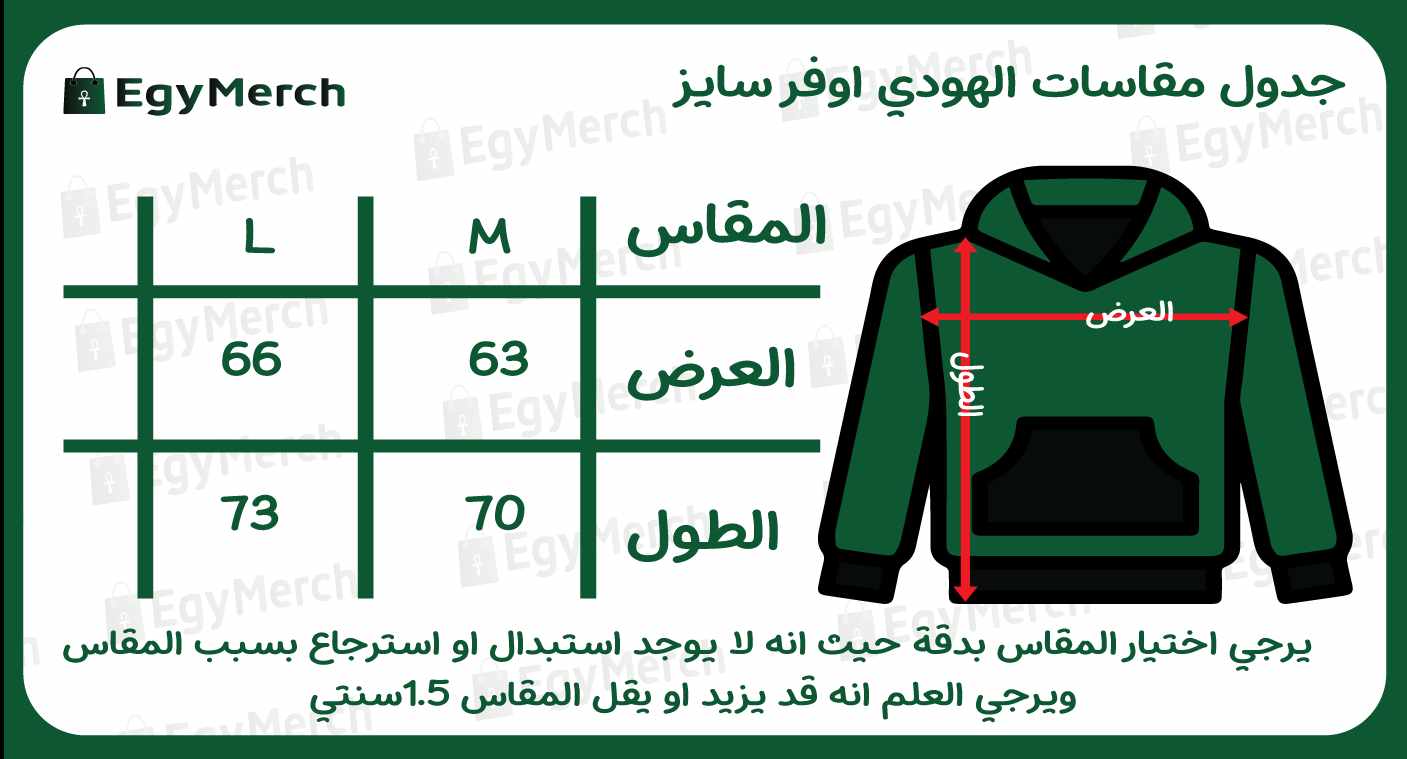 جدول مقاسات الهودي اوفر سايز
EgyMerch
المقاس M L
العرض 63 66
الطول 70 73
العرض
الطول
يرجي اختيار المقاس بدقة حيث انه لا يوجد استبدال او استرجاع بسبب المقاس
ويرجي العلم انه قد يزيد او يقل المقاس 1.5سنتي